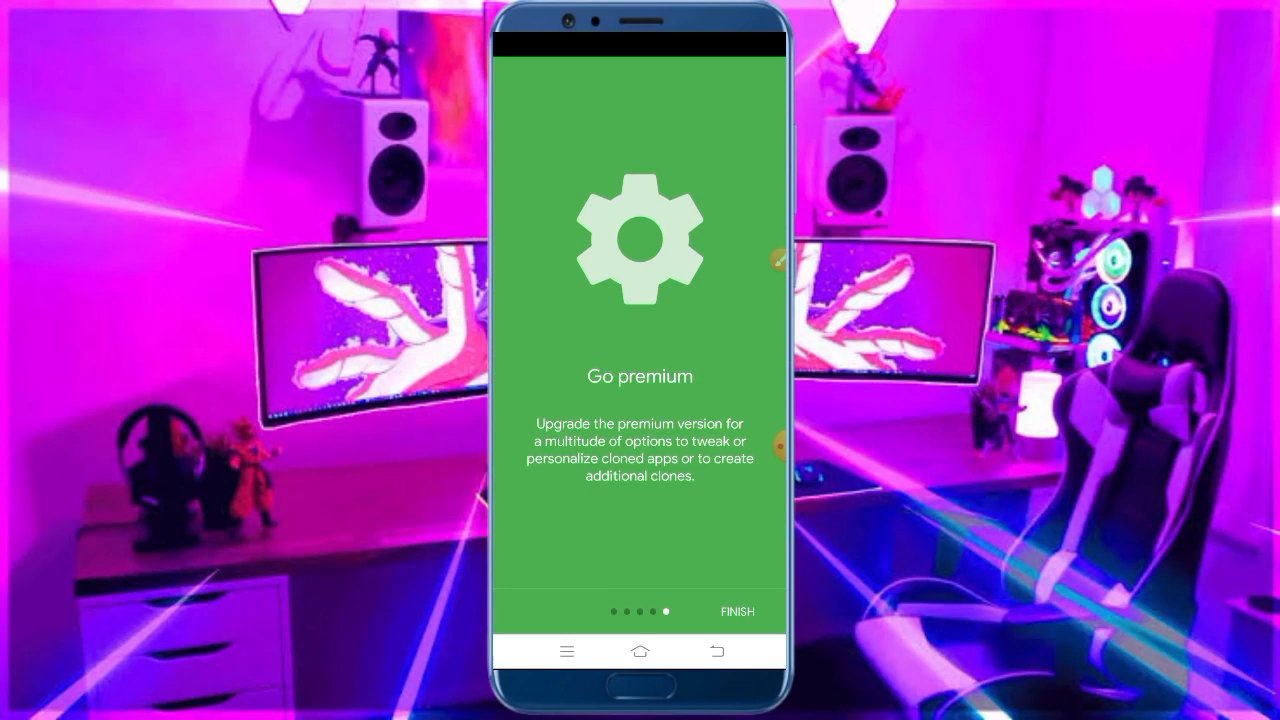 Go premium
Upgrade the premium version for
a multitude of options to tweak or
personalize cloned apps or to create
additional clones.
FINISH